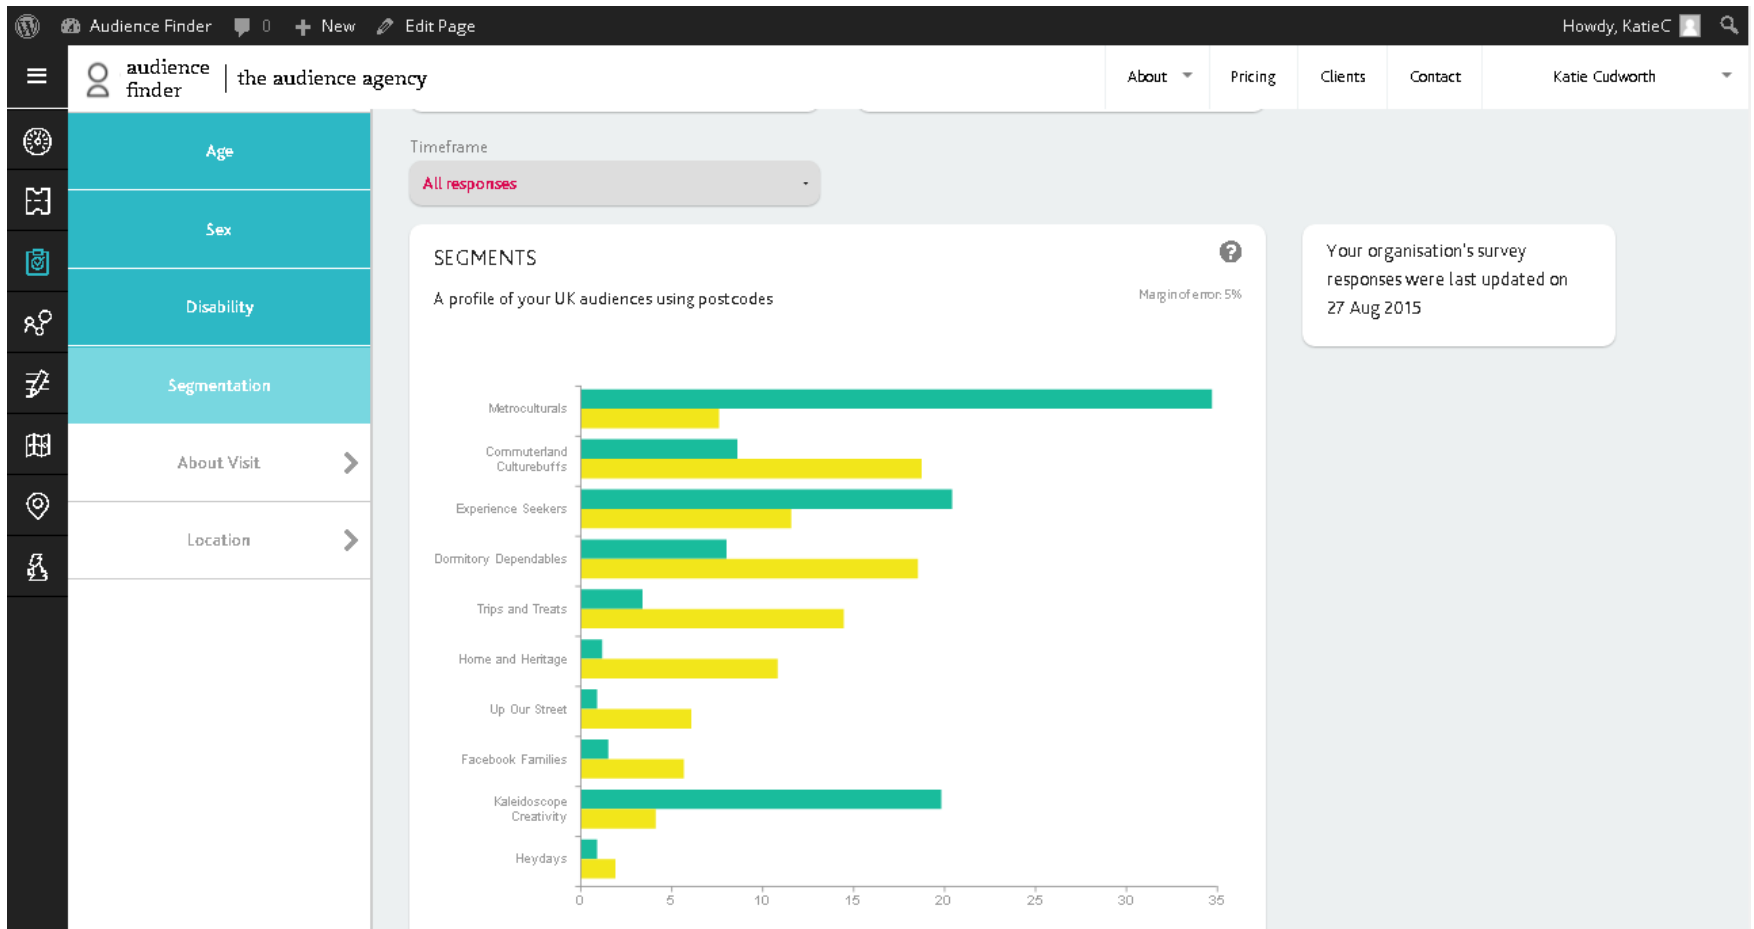 Audience Finder 0 New Edit Page Howdy, KatieC
audience
finder
the audience agency
About Pricing Clients Contact Katie Cudworth
Age
Sex
Disability
Segmentation
About Visit
Location
Timeframe
All responses
SEGMENTS
?
A profile of your UK audiences using postcodes
Margin of error: 5%
Metroculturals
Commuterland
Culturebuffs
Experience Seekers
Dormitory Dependables
Trips and Treats
Home and Heritage
Up Our Street
Facebook Families
Kaleidoscope
Creativity
Heydays
0 5 10 15 20 25 30 35
Your organisation's survey
responses were last updated on
27 Aug 2015